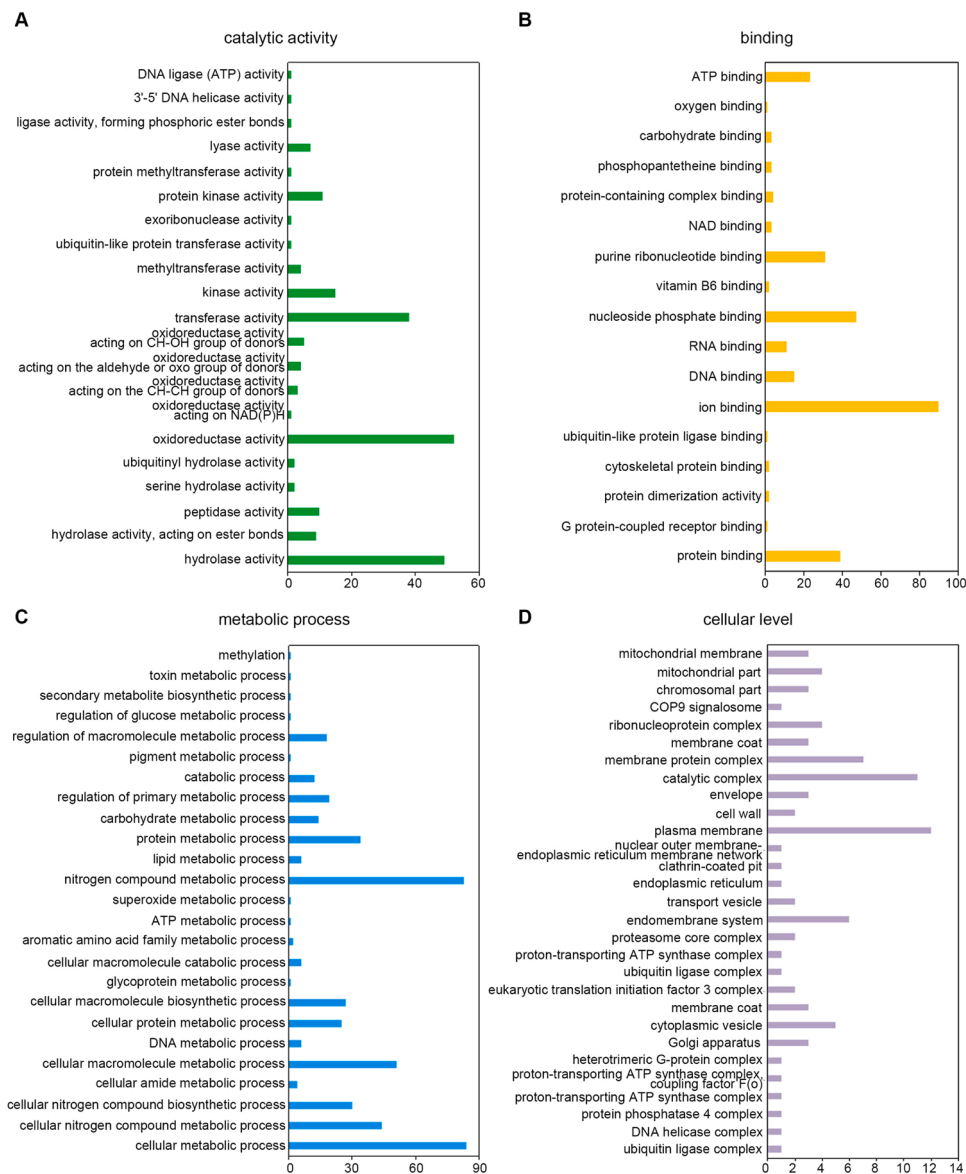 A
catalytic activity
DNA ligase (ATP) activity
3'-5' DNA helicase activity
ligase activity, forming phosphoric ester bonds
lyase activity
protein methyltransferase activity
protein kinase activity
exoribonuclease activity
ubiquitin-like protein transferase activity
methyltransferase activity
kinase activity
transferase activity
oxidoreductase activity
acting on CH-OH group of donors
oxidoreductase activity
acting on the aldehyde or oxo group of donors
oxidoreductase activity
acting on the CH-CH group of donors
oxidoreductase activity
acting on NAD(P)H
oxidoreductase activity
ubiquitinyl hydrolase activity
serine hydrolase activity
peptidase activity
hydrolase activity, acting on ester bonds
hydrolase activity
0 20 40 60
B
binding
ATP binding
oxygen binding
carbohydrate binding
phosphopantetheine binding
protein-containing complex binding
NAD binding
purine ribonucleotide binding
vitamin B6 binding
nucleoside phosphate binding
RNA binding
DNA binding
ion binding
ubiquitin-like protein ligase binding
cytoskeletal protein binding
protein dimerization activity
G protein-coupled receptor binding
protein binding
0 20 40 60 80 100
C
metabolic process
methylation
toxin metabolic process
secondary metabolite biosynthetic process
regulation of glucose metabolic process
regulation of macromolecule metabolic process
pigment metabolic process
catabolic process
regulation of primary metabolic process
carbohydrate metabolic process
protein metabolic process
lipid metabolic process
nitrogen compound metabolic process
superoxide metabolic process
ATP metabolic process
aromatic amino acid family metabolic process
cellular macromolecule catabolic process
glycoprotein metabolic process
cellular macromolecule biosynthetic process
cellular protein metabolic process
DNA metabolic process
cellular macromolecule metabolic process
cellular amide metabolic process
cellular nitrogen compound biosynthetic process
cellular nitrogen compound metabolic process
cellular metabolic process
0 30 60 90
D
cellular level
mitochondrial membrane
mitochondrial part
chromosomal part
COP9 signalosome
ribonucleoprotein complex
membrane coat
membrane protein complex
catalytic complex
envelope
cell wall
plasma membrane
nuclear outer membrane-
endoplasmic reticulum membrane network
clathrin-coated pit
endoplasmic reticulum
transport vesicle
endomembrane system
proteasome core complex
proton-transporting ATP synthase complex
ubiquitin ligase complex
eukaryotic translation initiation factor 3 complex
membrane coat
cytoplasmic vesicle
Golgi apparatus
heterotrimeric G-protein complex
proton-transporting ATP synthase complex,
coupling factor F(o)
proton-transporting ATP synthase complex
protein phosphatase 4 complex
DNA helicase complex
ubiquitin ligase complex
0 2 4 6 8 10 12 14